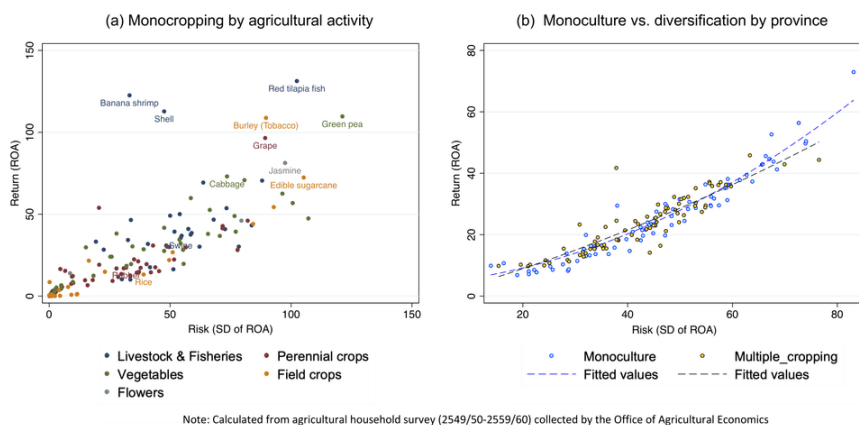 (a) Monocropping by agricultural activity
150
100
50
0
Return (ROA)
Red tilapia fish
Banana shrimp
Shell
Burley (Tobacco)
Green pea
Grape
Jasmine
Cabbage
Edible sugarcane
Swine
Rice
0
50
100
150
Risk (SD of ROA)
Livestock & Fisheries
Perennial crops
Vegetables
Field crops
Flowers
(b) Monoculture vs. diversification by province
80
60
40
20
0
Return (ROA)
20
40
60
80
Risk (SD of ROA)
Monoculture
Multiple_cropping
Fitted values
Fitted values
Note: Calculated from agricultural household survey (2549/50-2559/60) collected by the Office of Agricultural Economics